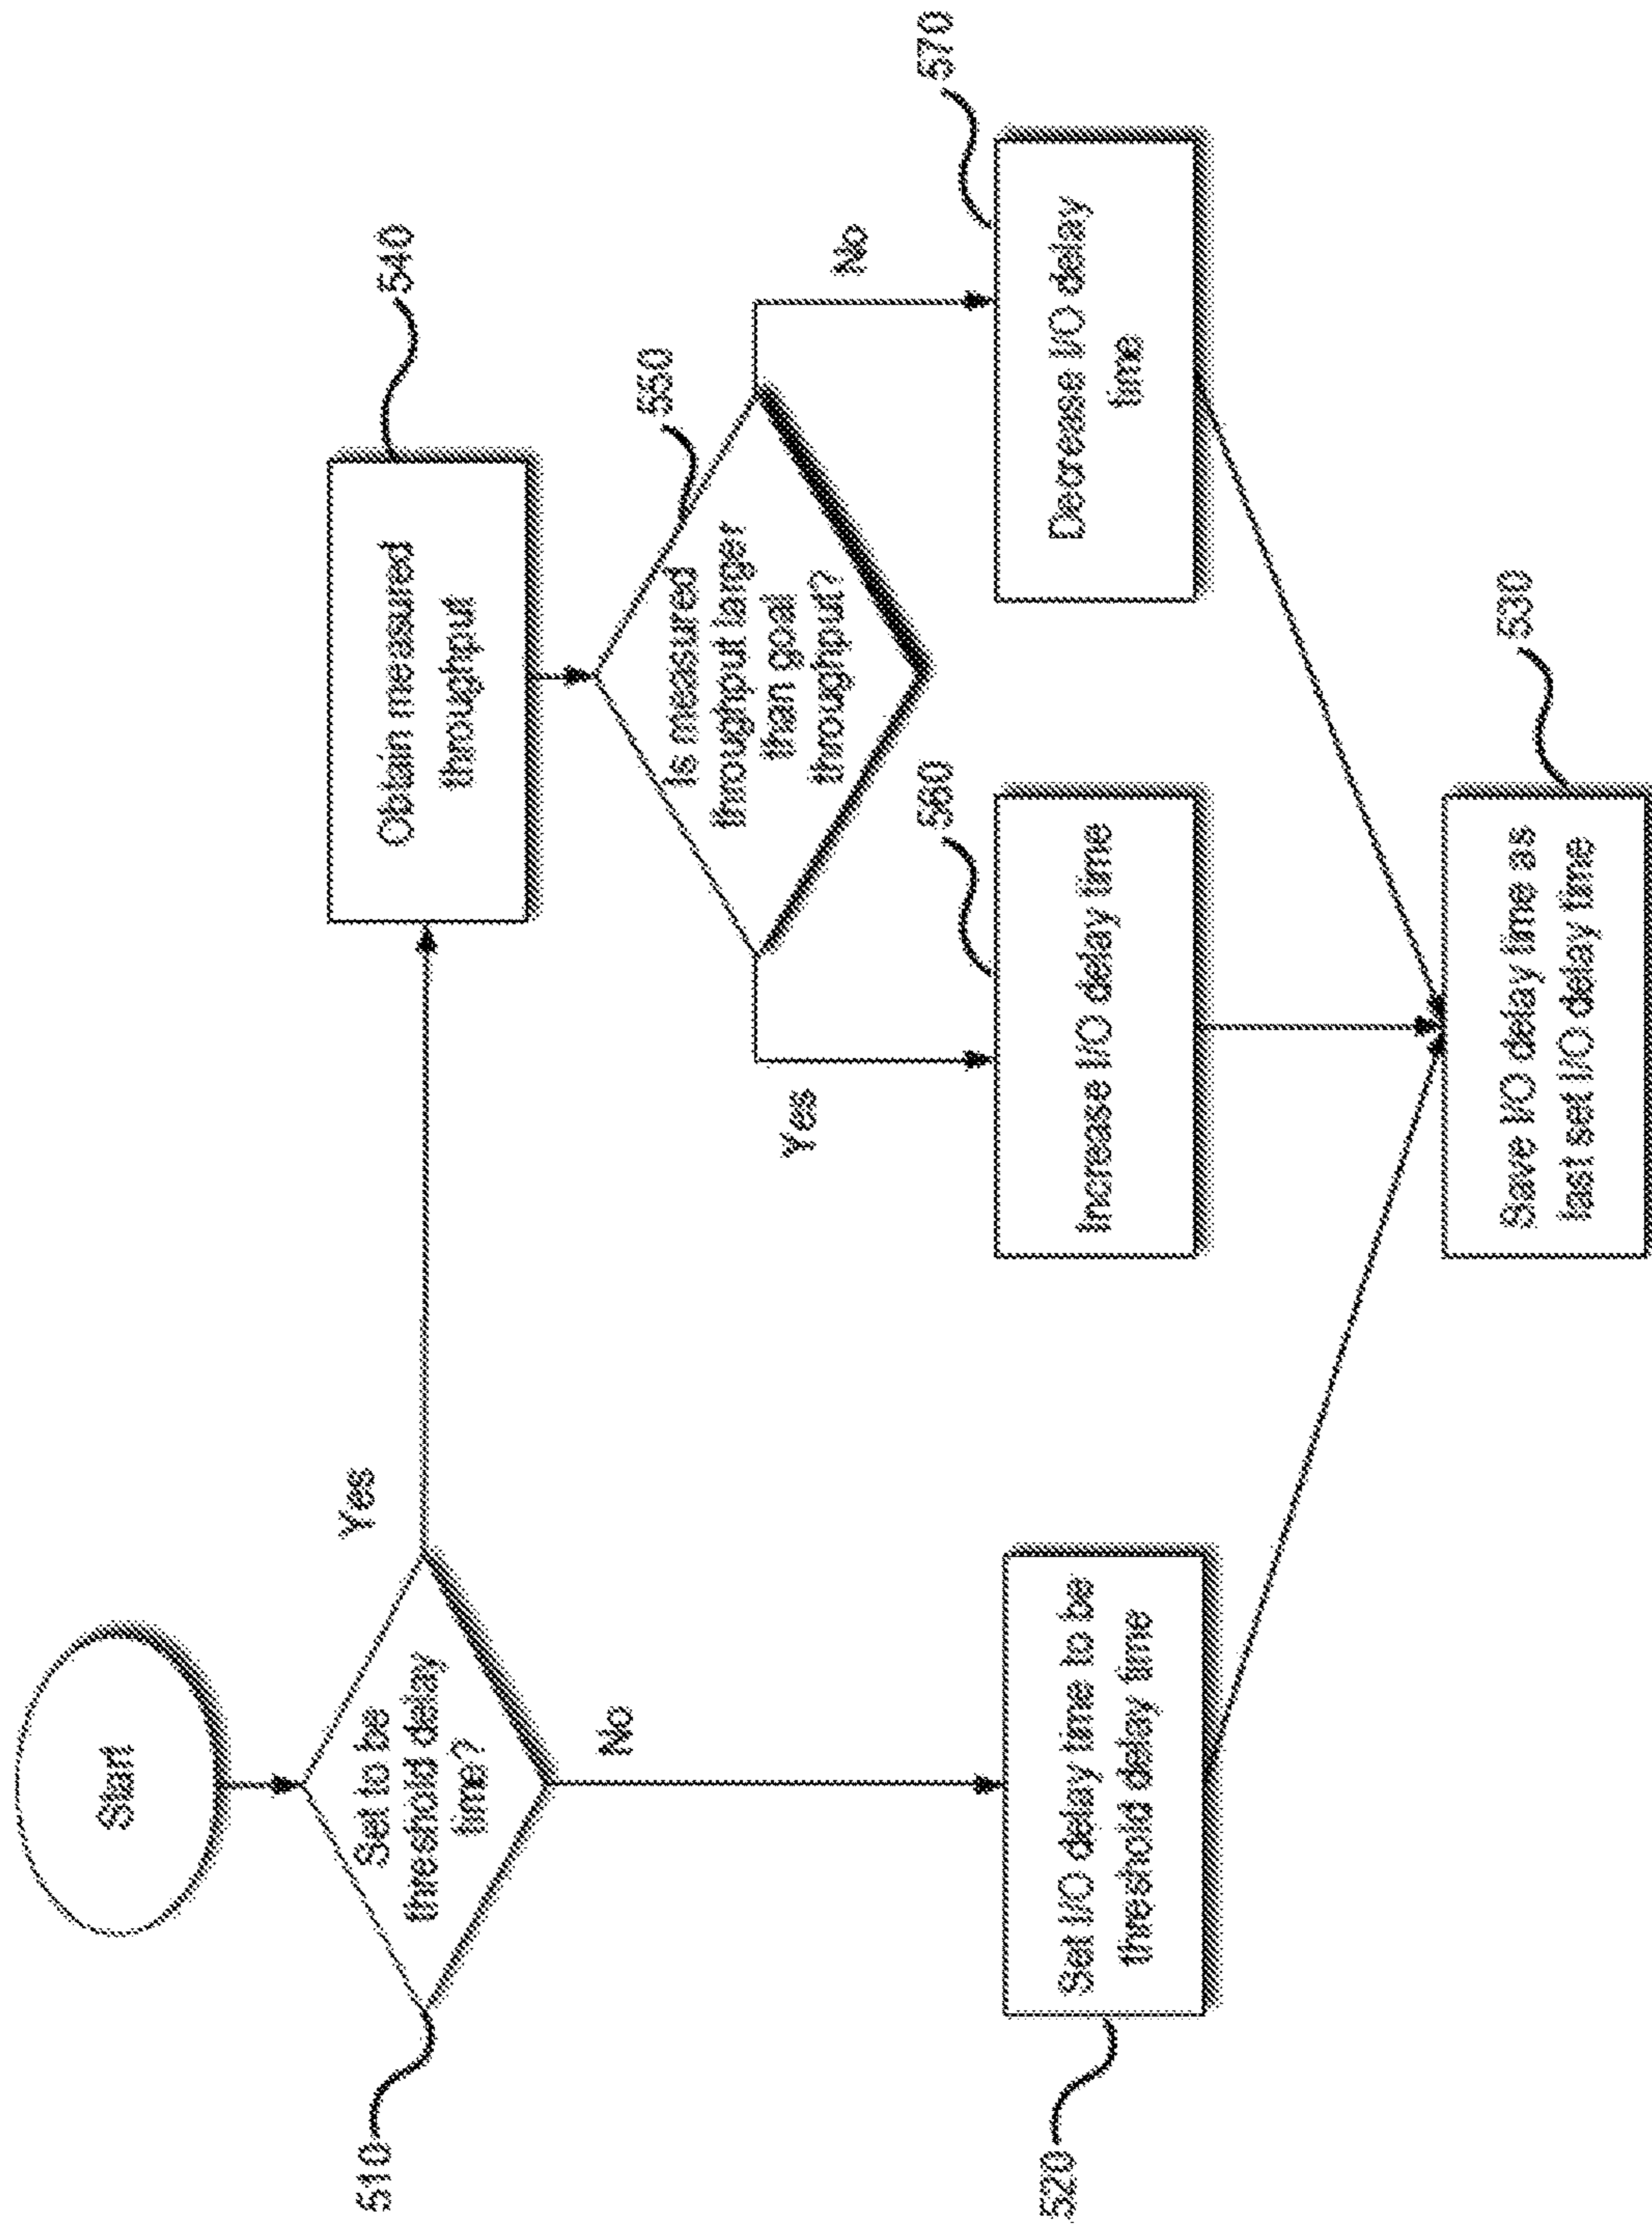 Start
510
Set to be
threshold delay
time?
Yes
No
540
Obtain measured
throughput
550
Is measured
throughput larger
than goal
throughput?
Yes
No
520
Set I/O delay time to be
threshold delay time
560
Increase I/O delay time
570
Decrease I/O delay
time
530
Save I/O delay time as
last set I/O delay time